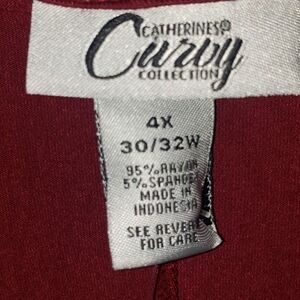 CATHERINES®
Curvy
COLLECTION
4X
30/32W
95% RAYON
5% SPANDEX
MADE IN
INDONESIA
SEE REVERSE
FOR CARE